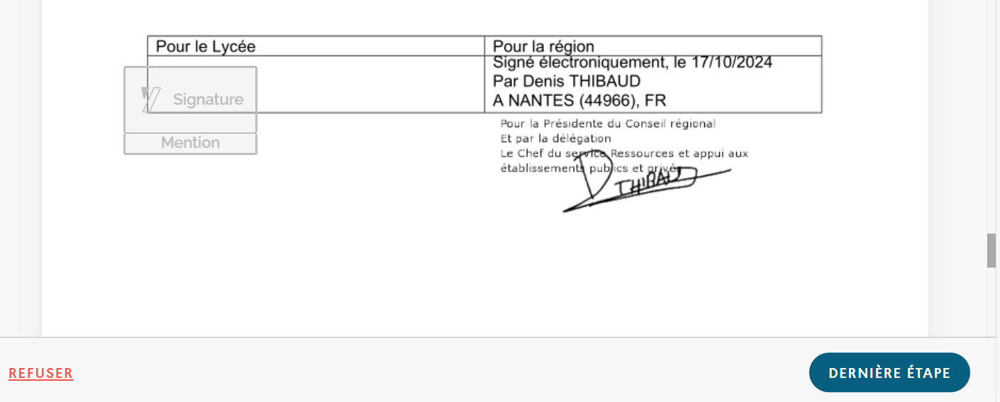 Pour le Lycée
Pour la région
Signé électroniquement, le 17/10/2024
Par Denis THIBAUD
A NANTES (44966), FR
Signature
Mention
Pour la Présidente du Conseil régional
Et par la délégation
Le Chef du service Ressources et appui aux
établissements publics et privés
D THIBAUD
REFUSER
DERNIÈRE ÉTAPE